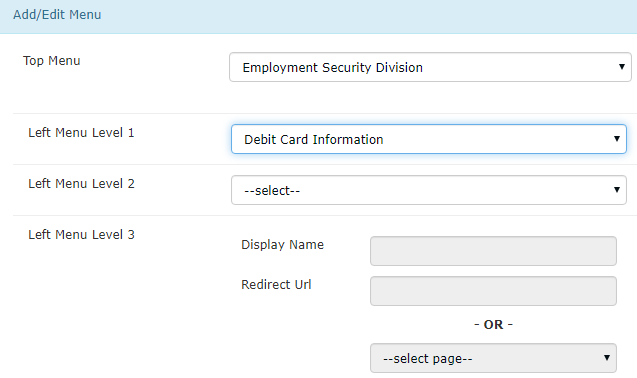 Add/Edit Menu
Top Menu
Employment Security Division
Left Menu Level 1
Debit Card Information
Left Menu Level 2
--select--
Left Menu Level 3
Display Name
Redirect Url
- OR -
--select page--